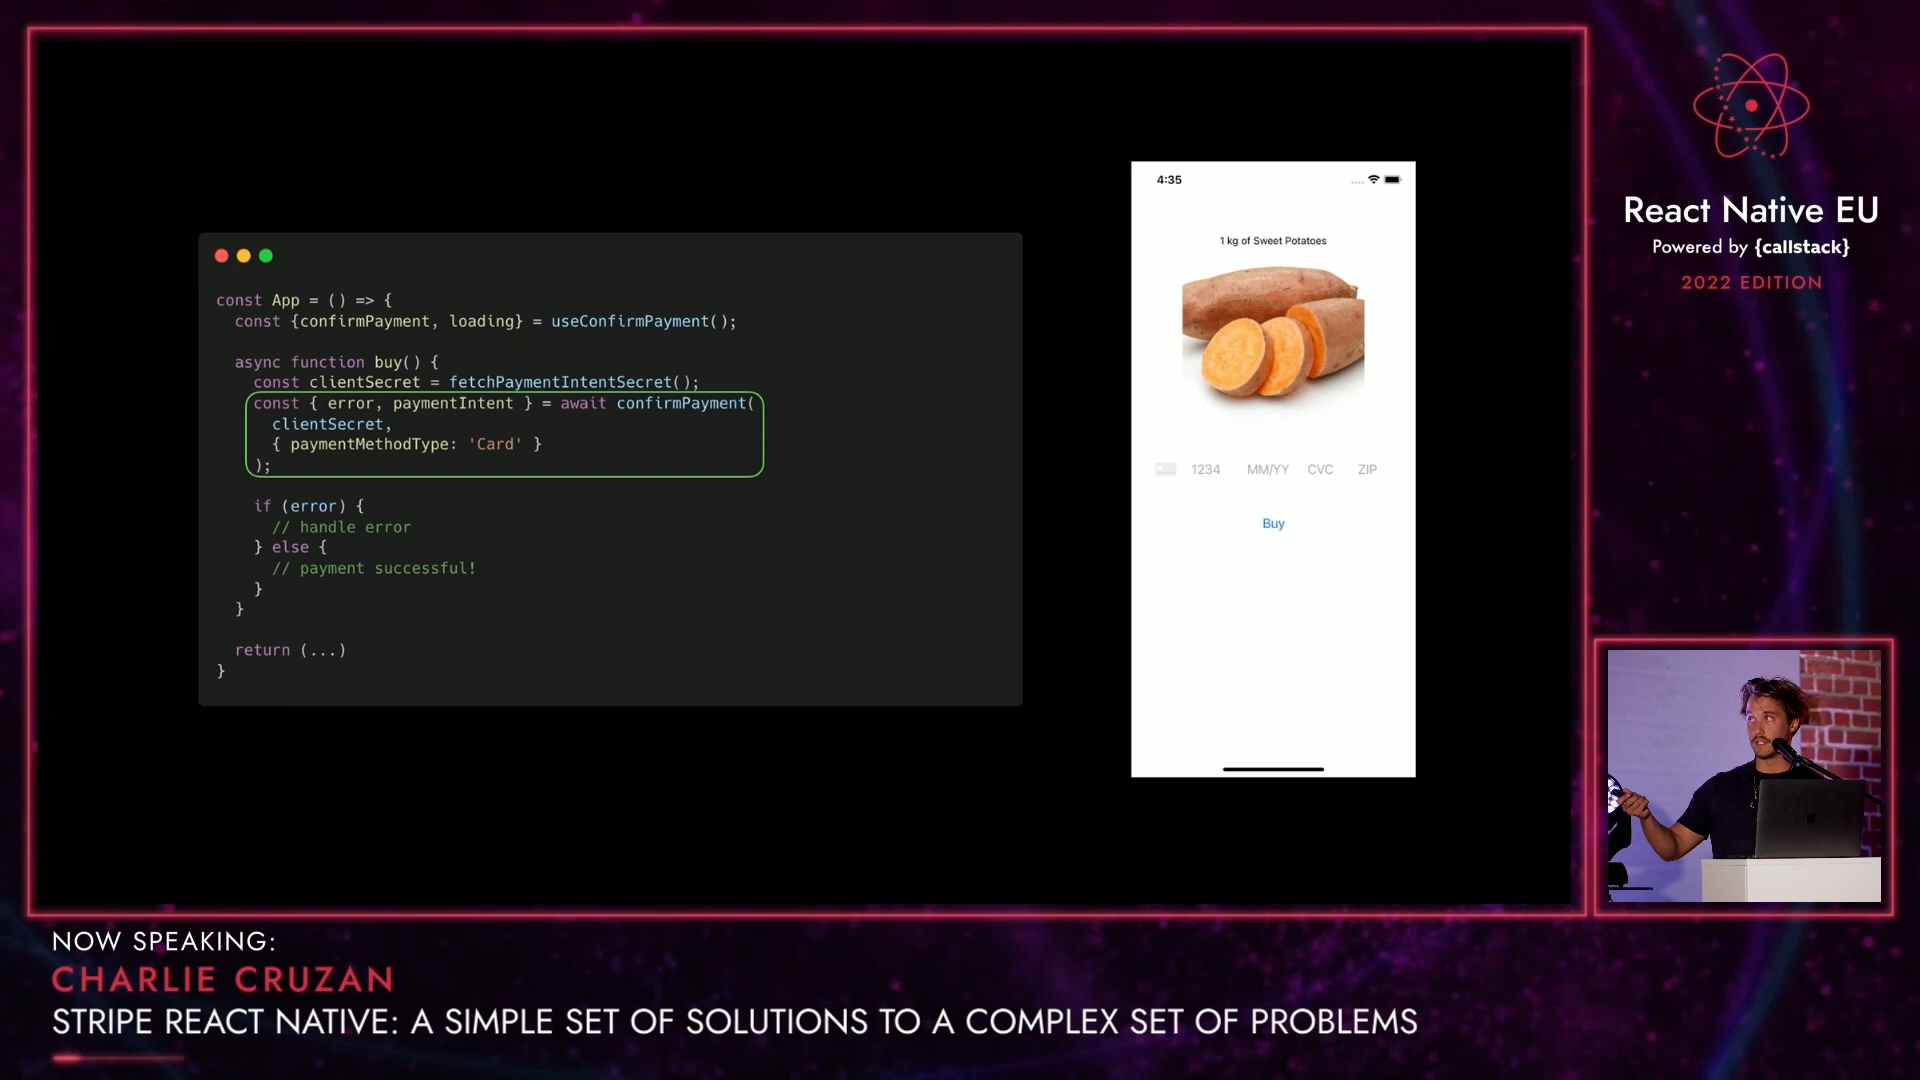 const App = () => {
const {confirmPayment, loading} = useConfirmPayment();
async function buy() {
const clientSecret = fetchPaymentIntentSecret();
const { error, paymentIntent } = await confirmPayment(
clientSecret,
{ paymentMethodType: 'Card' }
);
if (error) {
// handle error
} else {
// payment successful!
}
}
return (...)
}
4:35
1 kg of Sweet Potatoes
1234 MM/YY CVC ZIP
Buy
React Native EU
Powered by {callstack}
2022 EDITION
NOW SPEAKING:
CHARLIE CRUZAN
STRIPE REACT NATIVE: A SIMPLE SET OF SOLUTIONS TO A COMPLEX SET OF PROBLEMS